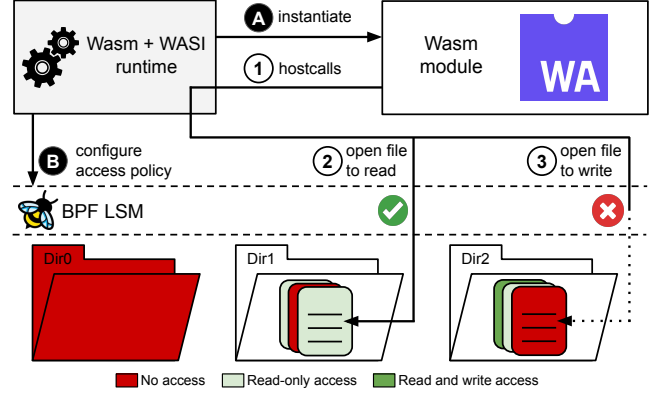 A instantiate
Wasm + WASI
runtime
Wasm
module
WA
1 hostcalls
B configure
access policy
2 open file
to read
3 open file
to write
BPF LSM
Dir0
Dir1
Dir2
No access
Read-only access
Read and write access